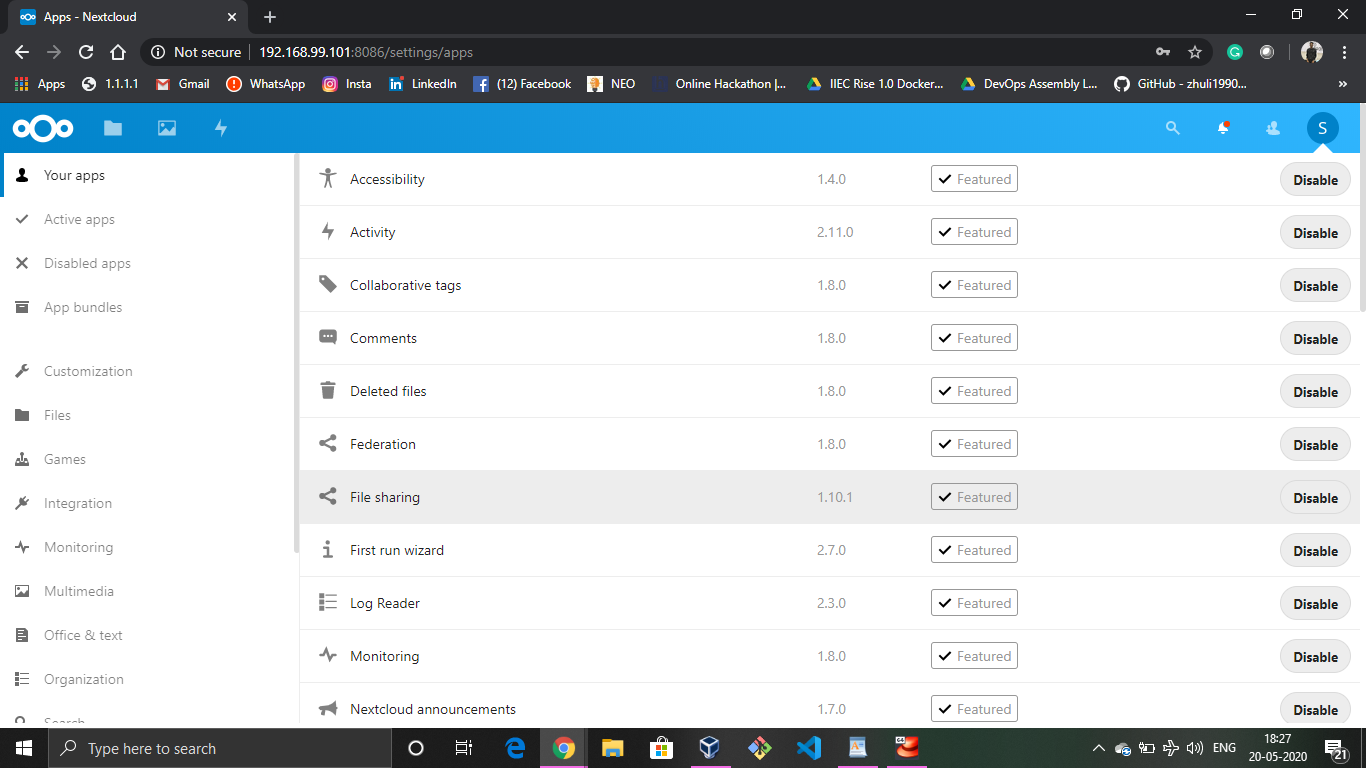 Apps - Nextcloud
Not secure 192.168.99.101:8086/settings/apps
Apps 1.1.1.1 Gmail WhatsApp Insta LinkedIn (12) Facebook NEO Online Hackathon |... IIEC Rise 1.0 Docker... DevOps Assembly L... GitHub - zhuli1990... »
S
Your apps
Active apps
Disabled apps
App bundles
Customization
Files
Games
Integration
Monitoring
Multimedia
Office & text
Organization
Search
Accessibility 1.4.0 Featured Disable
Activity 2.11.0 Featured Disable
Collaborative tags 1.8.0 Featured Disable
Comments 1.8.0 Featured Disable
Deleted files 1.8.0 Featured Disable
Federation 1.8.0 Featured Disable
File sharing 1.10.1 Featured Disable
First run wizard 2.7.0 Featured Disable
Log Reader 2.3.0 Featured Disable
Monitoring 1.8.0 Featured Disable
Nextcloud announcements 1.7.0 Featured Disable
Type here to search
64
ENG
18:27
20-05-2020
21